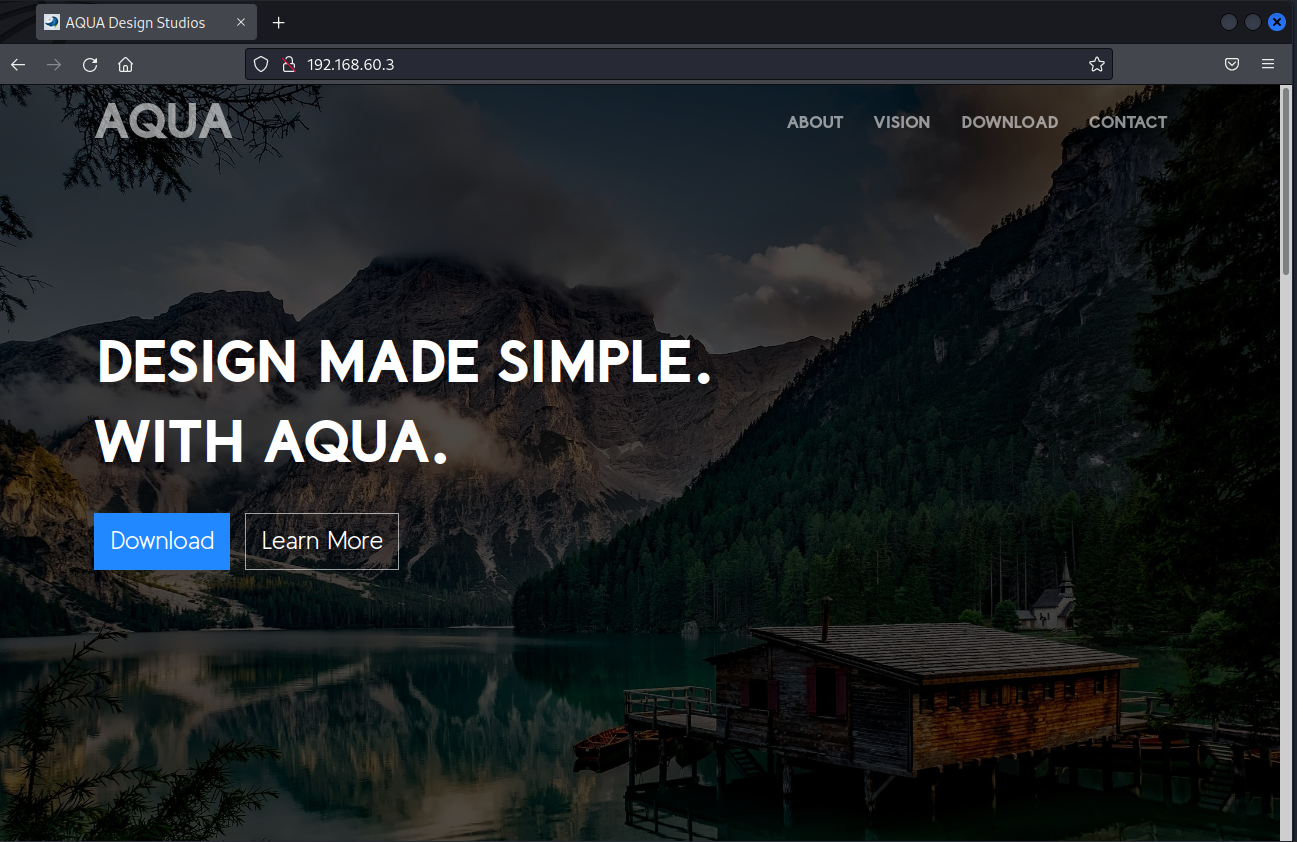 AQUA Design Studios
192.168.60.3
AQUA
ABOUT VISION DOWNLOAD CONTACT
DESIGN MADE SIMPLE.
WITH AQUA.
Download Learn More